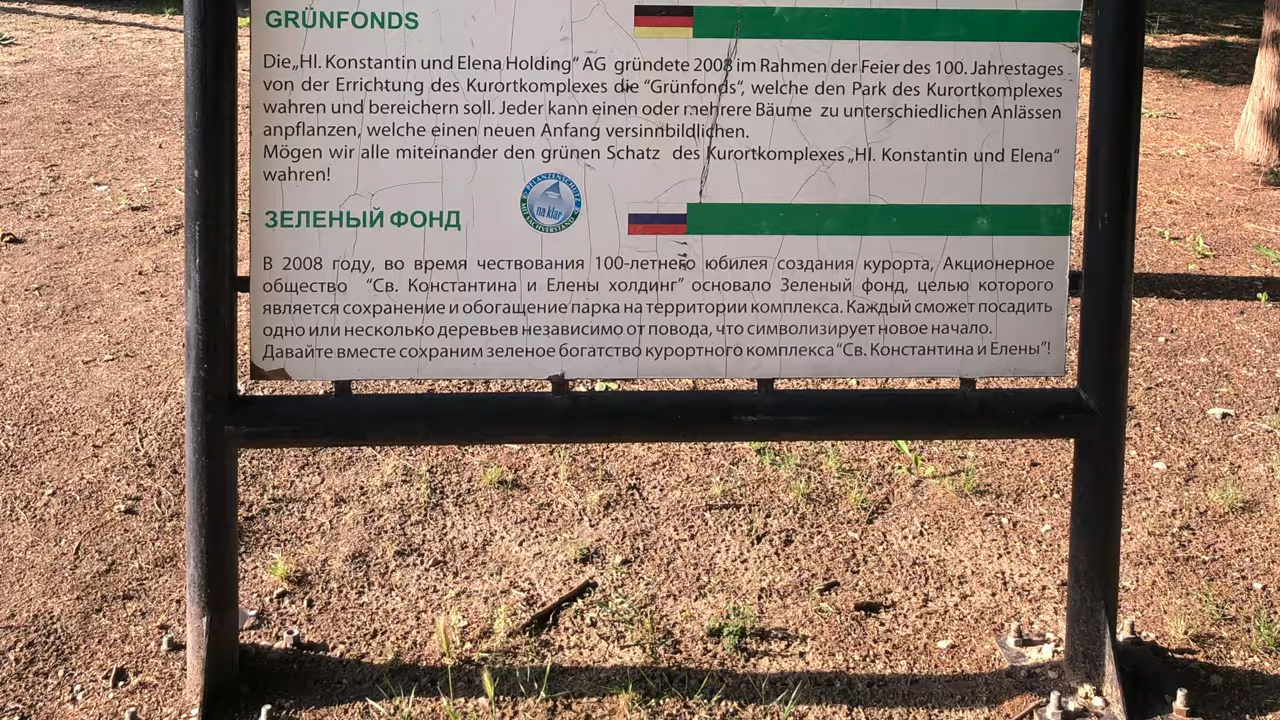 GRÜNFONDS
Die „Hl. Konstantin und Elena Holding“ AG gründete 2008 im Rahmen der Feier des 100. Jahrestages
von der Errichtung des Kurortkomplexes die “Grünfonds“, welche den Park des Kurortkomplexes
wahren und bereichern soll. Jeder kann einen oder mehrere Bäume zu unterschiedlichen Anlässen
anpflanzen, welche einen neuen Anfang versinnbildlichen.
Mögen wir alle miteinander den grünen Schatz des Kurortkomplexes „Hl. Konstantin und Elena“
wahren!
PFLANZENSCHUTZ
na klar
MIT SACHVERSTAND
ЗЕЛЕНЫЙ ФОНД
В 2008 году, во время чествования 100-летнего юбилея создания курорта, Акционерное
общество “Св. Константина и Елены холдинг” основало Зеленый фонд, целью которого
является сохранение и обогащение парка на территории комплекса. Каждый сможет посадить
одно или несколько деревьев независимо от повода, что символизирует новое начало.
Давайте вместе сохраним зеленое богатство курортного комплекса “Св. Константина и Елены”!